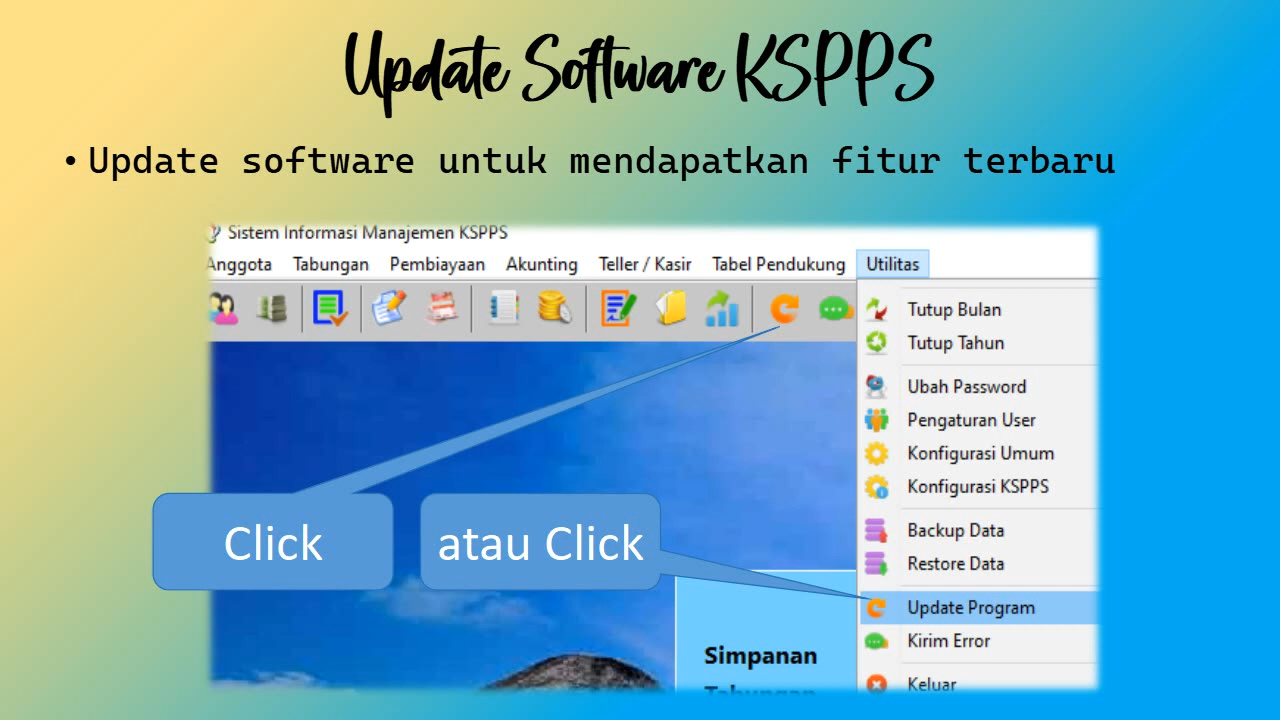 Update Software KSPPS
• Update software untuk mendapatkan fitur terbaru
Sistem Informasi Manajemen KSPPS
Anggota Tabungan Pembiayaan Akunting Teller / Kasir Tabel Pendukung Utilitas
Tutup Bulan
Tutup Tahun
Ubah Password
Pengaturan User
Konfigurasi Umum
Konfigurasi KSPPS
Backup Data
Restore Data
Update Program
Kirim Error
Keluar
Click
atau Click
Simpanan
Tabungan